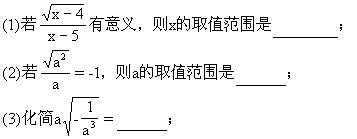 (1)若√(x-4)/(x-5)有意义，则x的取值范围是________；
(2)若√(a²)/a=-1，则a的取值范围是______；
(3)化简a√(-1/a³)=______；